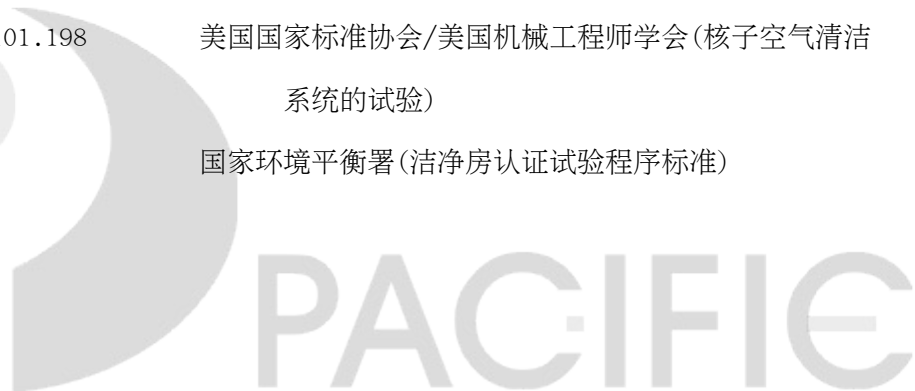 01.198 美国国家标准协会/美国机械工程师学会(核子空气清洁
系统的试验)
国家环境平衡署(洁净房认证试验程序标准)
PACIFIC